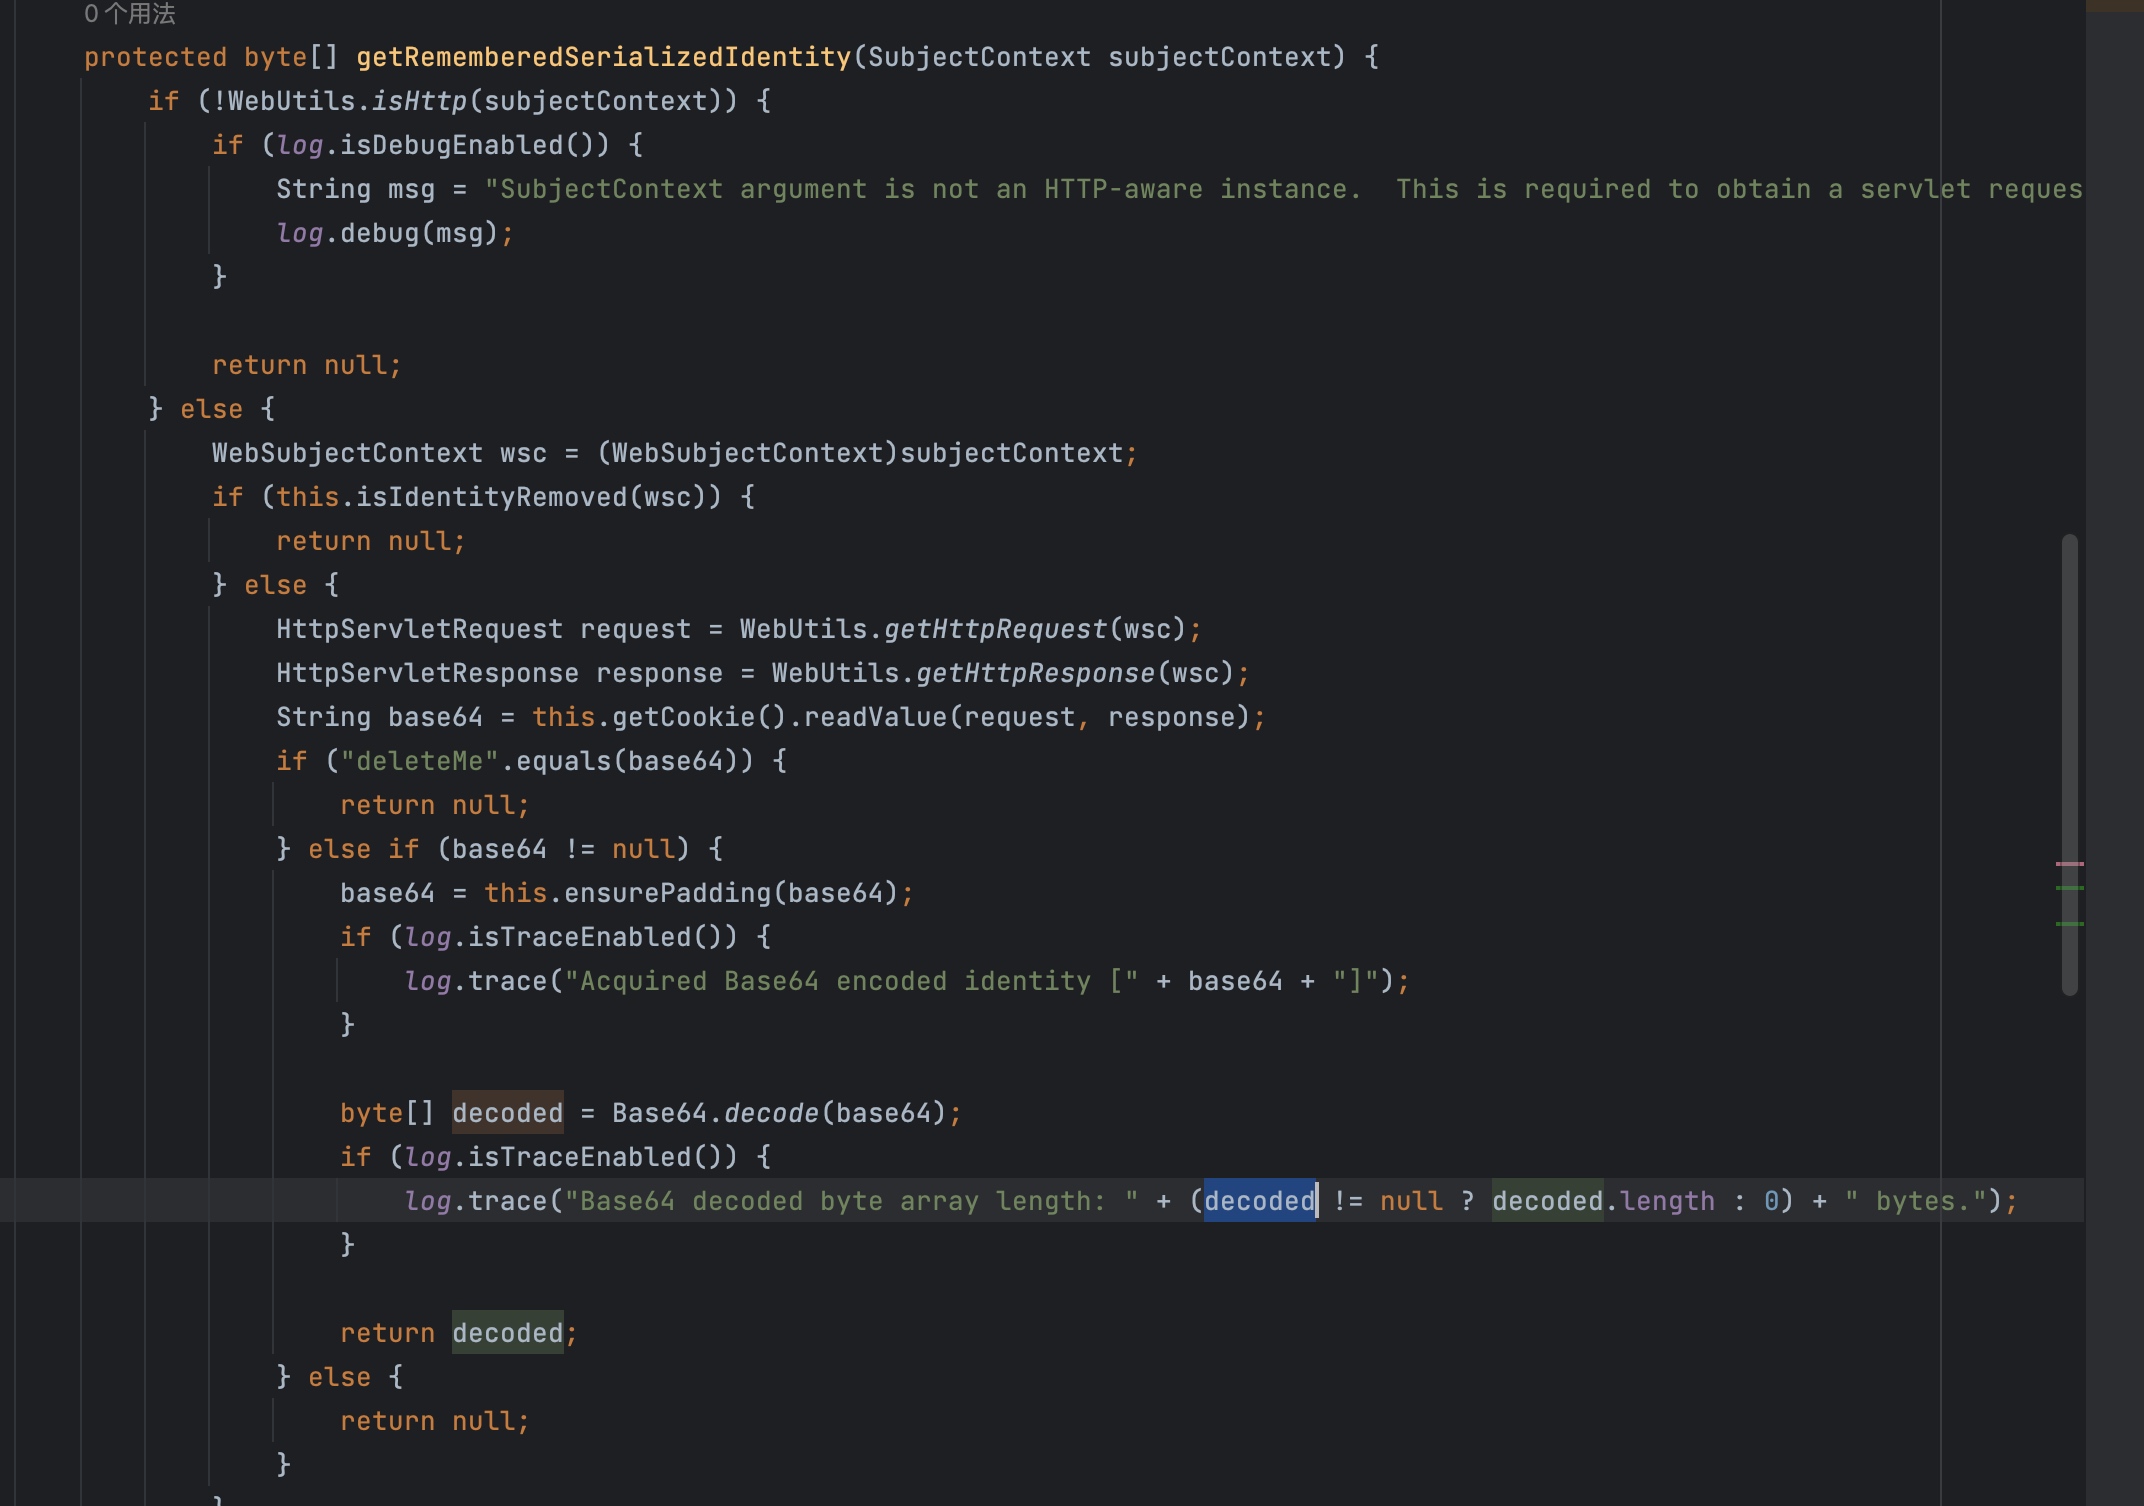 0 个用法
protected byte[] getRememberedSerializedIdentity(SubjectContext subjectContext) {
if (!WebUtils.isHttp(subjectContext)) {
if (log.isDebugEnabled()) {
String msg = "SubjectContext argument is not an HTTP-aware instance.  This is required to obtain a servlet reques
log.debug(msg);
}
return null;
} else {
WebSubjectContext wsc = (WebSubjectContext)subjectContext;
if (this.isIdentityRemoved(wsc)) {
return null;
} else {
HttpServletRequest request = WebUtils.getHttpRequest(wsc);
HttpServletResponse response = WebUtils.getHttpResponse(wsc);
String base64 = this.getCookie().readValue(request, response);
if ("deleteMe".equals(base64)) {
return null;
} else if (base64 != null) {
base64 = this.ensurePadding(base64);
if (log.isTraceEnabled()) {
log.trace("Acquired Base64 encoded identity [" + base64 + "]");
}
byte[] decoded = Base64.decode(base64);
if (log.isTraceEnabled()) {
log.trace("Base64 decoded byte array length: " + (decoded != null ? decoded.length : 0) + " bytes.");
}
return decoded;
} else {
return null;
}
}